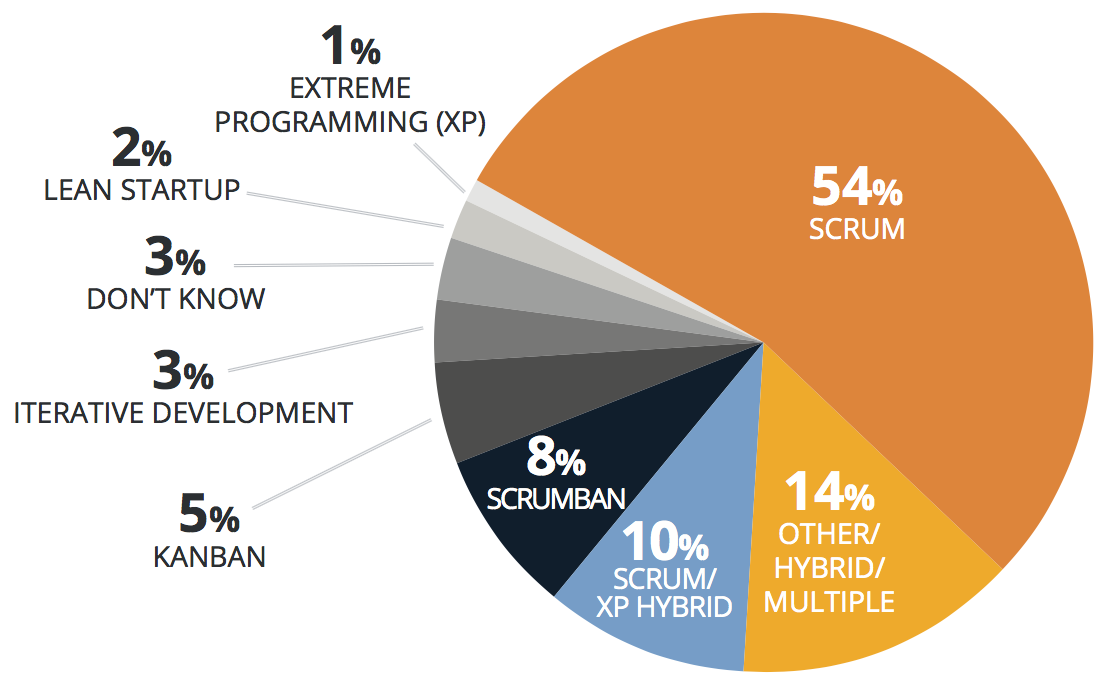 1%
EXTREME
PROGRAMMING (XP)
2%
LEAN STARTUP
3%
DON'T KNOW
3%
ITERATIVE DEVELOPMENT
5%
KANBAN
8%
SCRUMBAN
10%
SCRUM/
XP HYBRID
14%
OTHER/
HYBRID/
MULTIPLE
54%
SCRUM